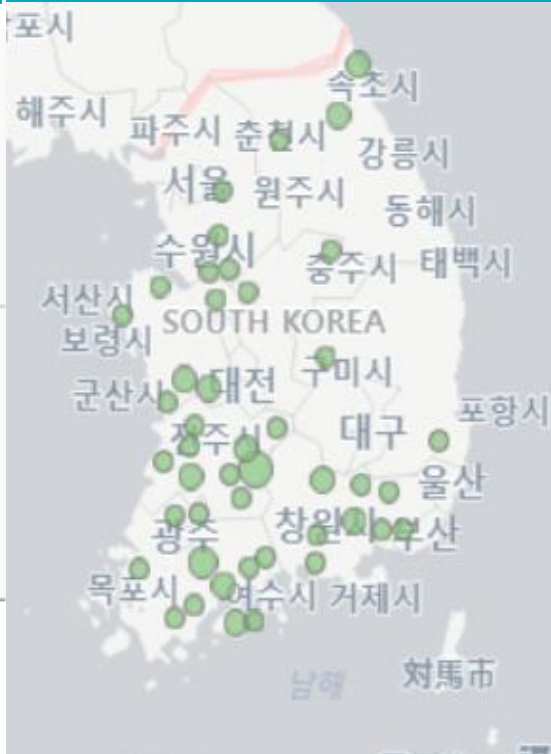 속초시
해주시
파주시
춘천시
강릉시
서울
원주시
동해시
수원시
충주시
태백시
서산시
SOUTH KOREA
보령시
구미시
군산시
대전
포항시
전주시
대구
울산
창원시
부산
광주
목포시
여수시
거제시
対馬市
남해